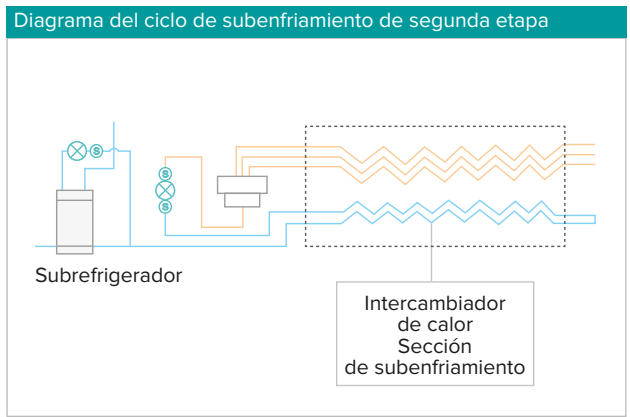 Diagrama del ciclo de subenfriamiento de segunda etapa
S
S
S
Subrefrigerador
Intercambiador
de calor
Sección
de subenfriamiento